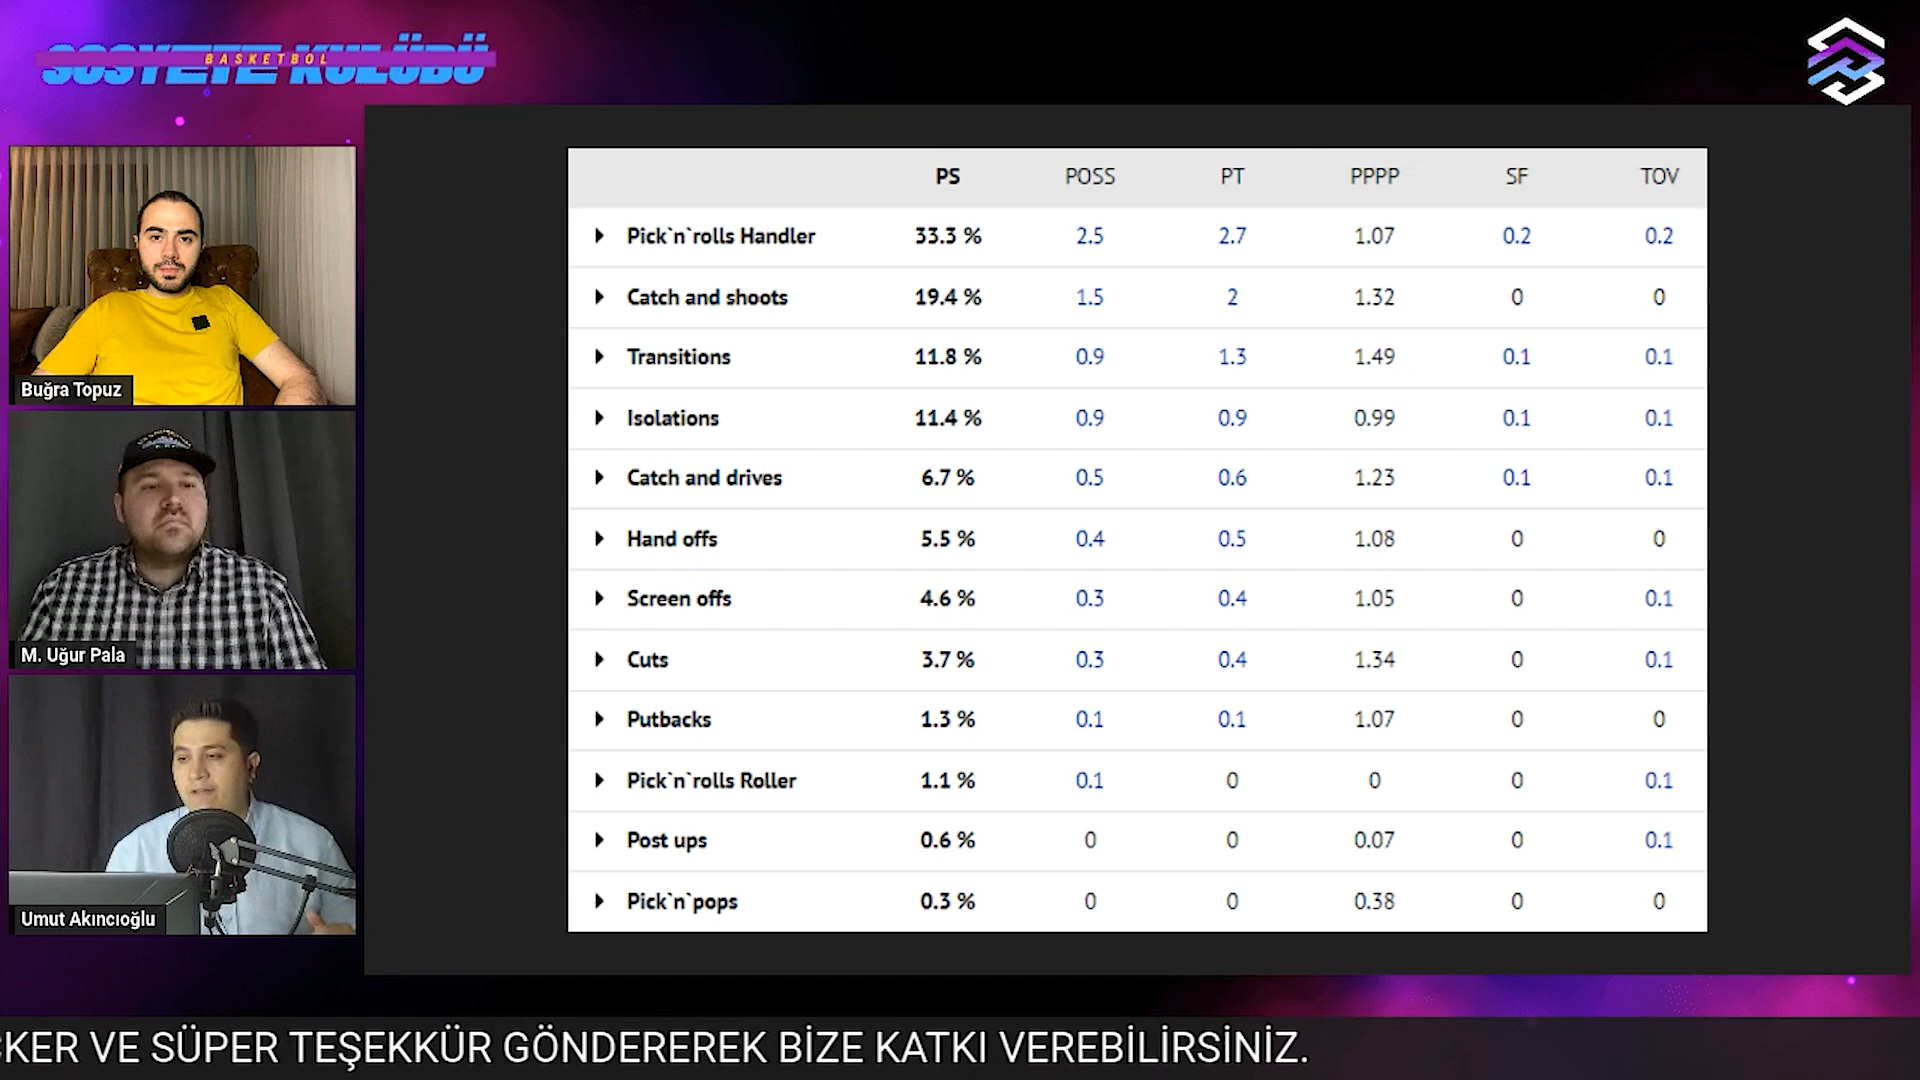 SOSYETE KULÜBÜ
BASKETBOL
PS POSS PT PPPP SF TOV
Pick`n`rolls Handler 33.3 % 2.5 2.7 1.07 0.2 0.2
Catch and shoots 19.4 % 1.5 2 1.32 0 0
Transitions 11.8 % 0.9 1.3 1.49 0.1 0.1
Isolations 11.4 % 0.9 0.9 0.99 0.1 0.1
Catch and drives 6.7 % 0.5 0.6 1.23 0.1 0.1
Hand offs 5.5 % 0.4 0.5 1.08 0 0
Screen offs 4.6 % 0.3 0.4 1.05 0 0.1
Cuts 3.7 % 0.3 0.4 1.34 0 0.1
Putbacks 1.3 % 0.1 0.1 1.07 0 0
Pick`n`rolls Roller 1.1 % 0.1 0 0 0 0.1
Post ups 0.6 % 0 0 0.07 0 0.1
Pick`n`pops 0.3 % 0 0 0.38 0 0
Buğra Topuz
M. Uğur Pala
Umut Akıncıoğlu
KER VE SÜPER TEŞEKKÜR GÖNDEREREK BİZE KATKI VEREBİLİRSİNİZ.